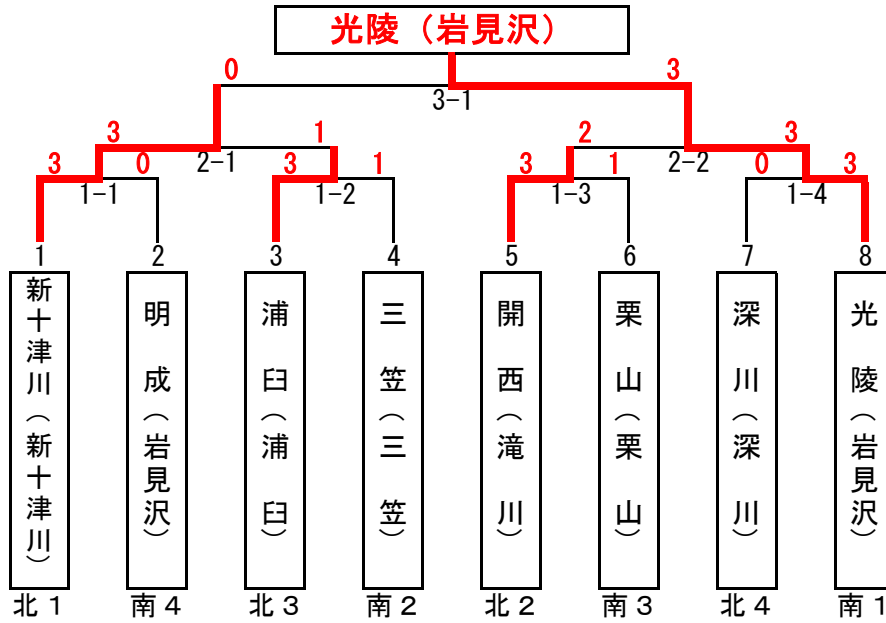 光陵（岩見沢）
0
3
3-1
3
1
2
3
2-1
2-2
3
0
3
1
3
1
0
3
1-1
1-2
1-3
1-4
1
2
3
4
5
6
7
8
新十津川（新十津川）
明成（岩見沢）
浦臼（浦臼）
三笠（三笠）
開西（滝川）
栗山（栗山）
深川（深川）
光陵（岩見沢）
北1
南4
北3
南2
北2
南3
北4
南1